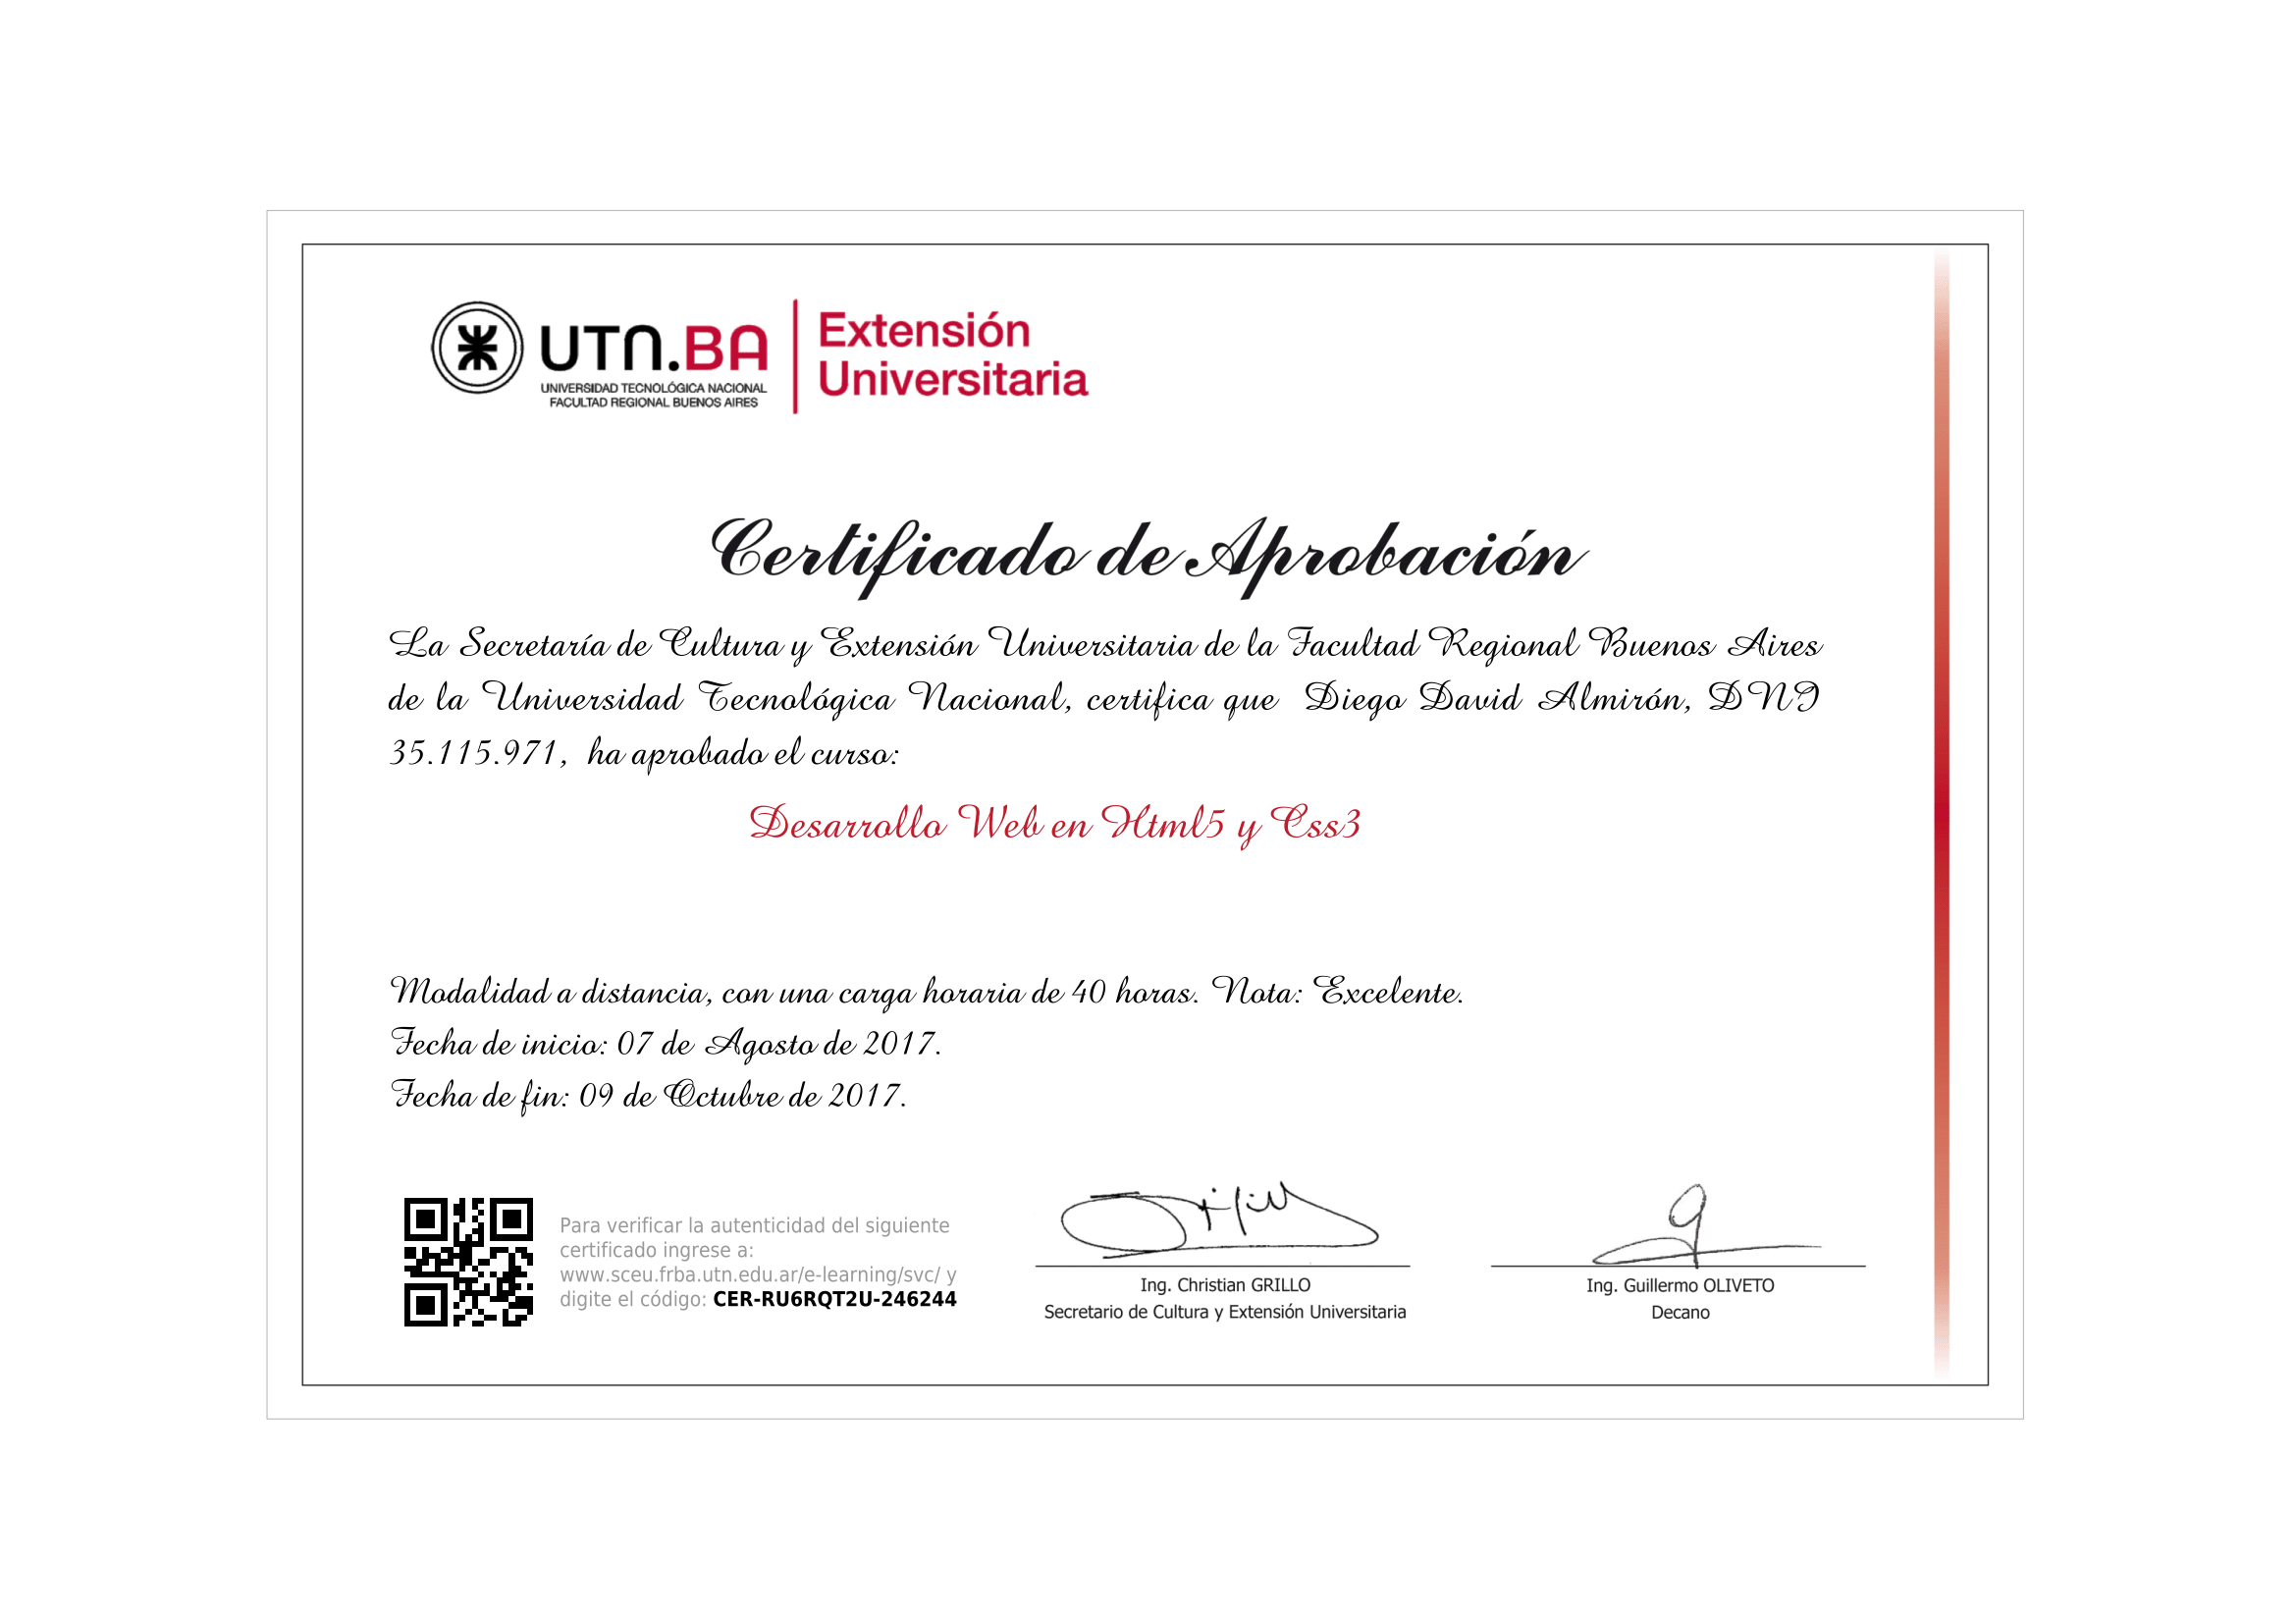 UTN.BA
UNIVERSIDAD TECNOLÓGICA NACIONAL
FACULTAD REGIONAL BUENOS AIRES
Extensión
Universitaria
Certificado de Aprobación
La Secretaría de Cultura y Extensión Universitaria de la Facultad Regional Buenos Aires
de la Universidad Tecnológica Nacional, certifica que Diego David Almirón, DNI
35.115.971, ha aprobado el curso:
Desarrollo Web en Html5 y Css3
Modalidad a distancia, con una carga horaria de 40 horas. Nota: Excelente.
Fecha de inicio: 07 de Agosto de 2017.
Fecha de fin: 09 de Octubre de 2017.
Para verificar la autenticidad del siguiente
certificado ingrese a:
www.sceu.frba.utn.edu.ar/e-learning/svc/ y
digite el código: CER-RU6RQT2U-246244
Ing. Christian GRILLO
Secretario de Cultura y Extensión Universitaria
Ing. Guillermo OLIVETO
Decano